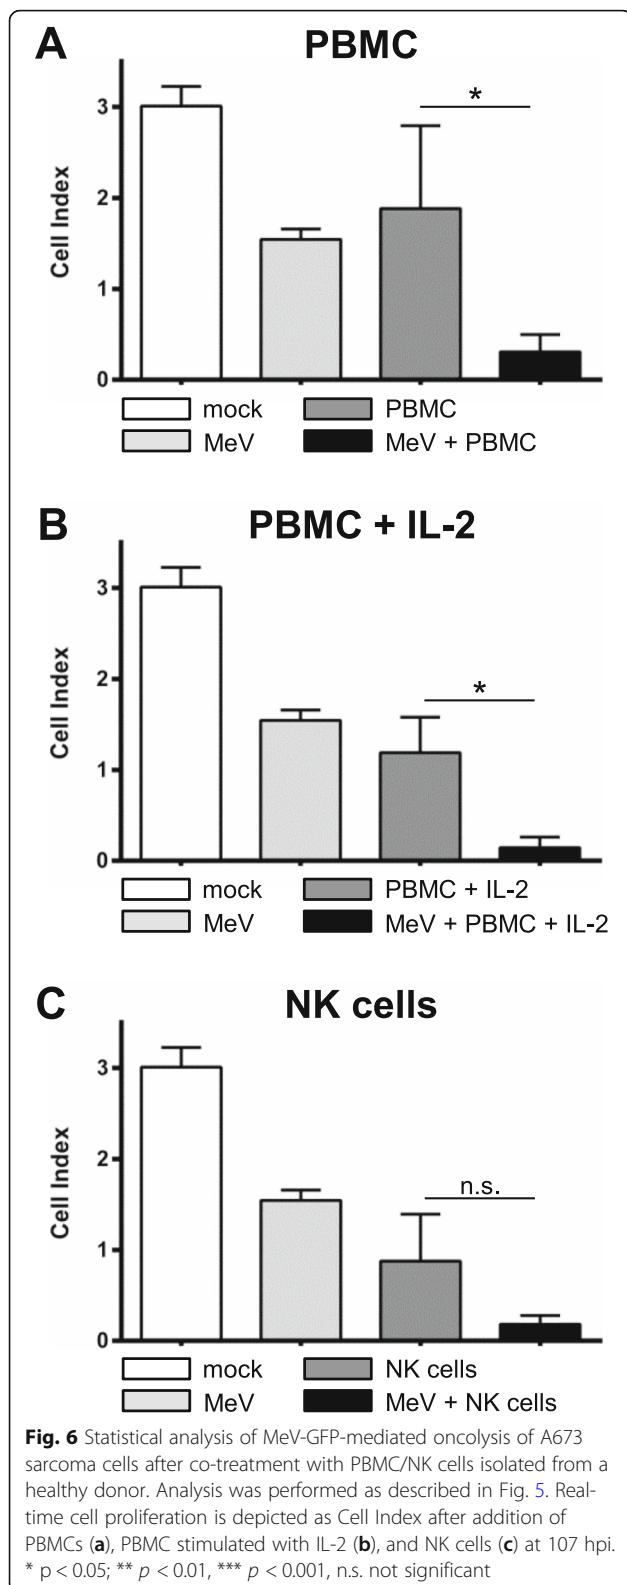 A PBMC
3
2
1
0
Cell Index
*
mock PBMC
MeV MeV + PBMC
B PBMC + IL-2
3
2
1
0
Cell Index
*
mock PBMC + IL-2
MeV MeV + PBMC + IL-2
C NK cells
3
2
1
0
Cell Index
n.s.
mock NK cells
MeV MeV + NK cells
Fig. 6 Statistical analysis of MeV-GFP-mediated oncolysis of A673
sarcoma cells after co-treatment with PBMC/NK cells isolated from a
healthy donor. Analysis was performed as described in Fig. 5. Real-
time cell proliferation is depicted as Cell Index after addition of
PBMCs (a), PBMC stimulated with IL-2 (b), and NK cells (c) at 107 hpi.
* p < 0.05; ** p < 0.01, *** p < 0.001, n.s. not significant